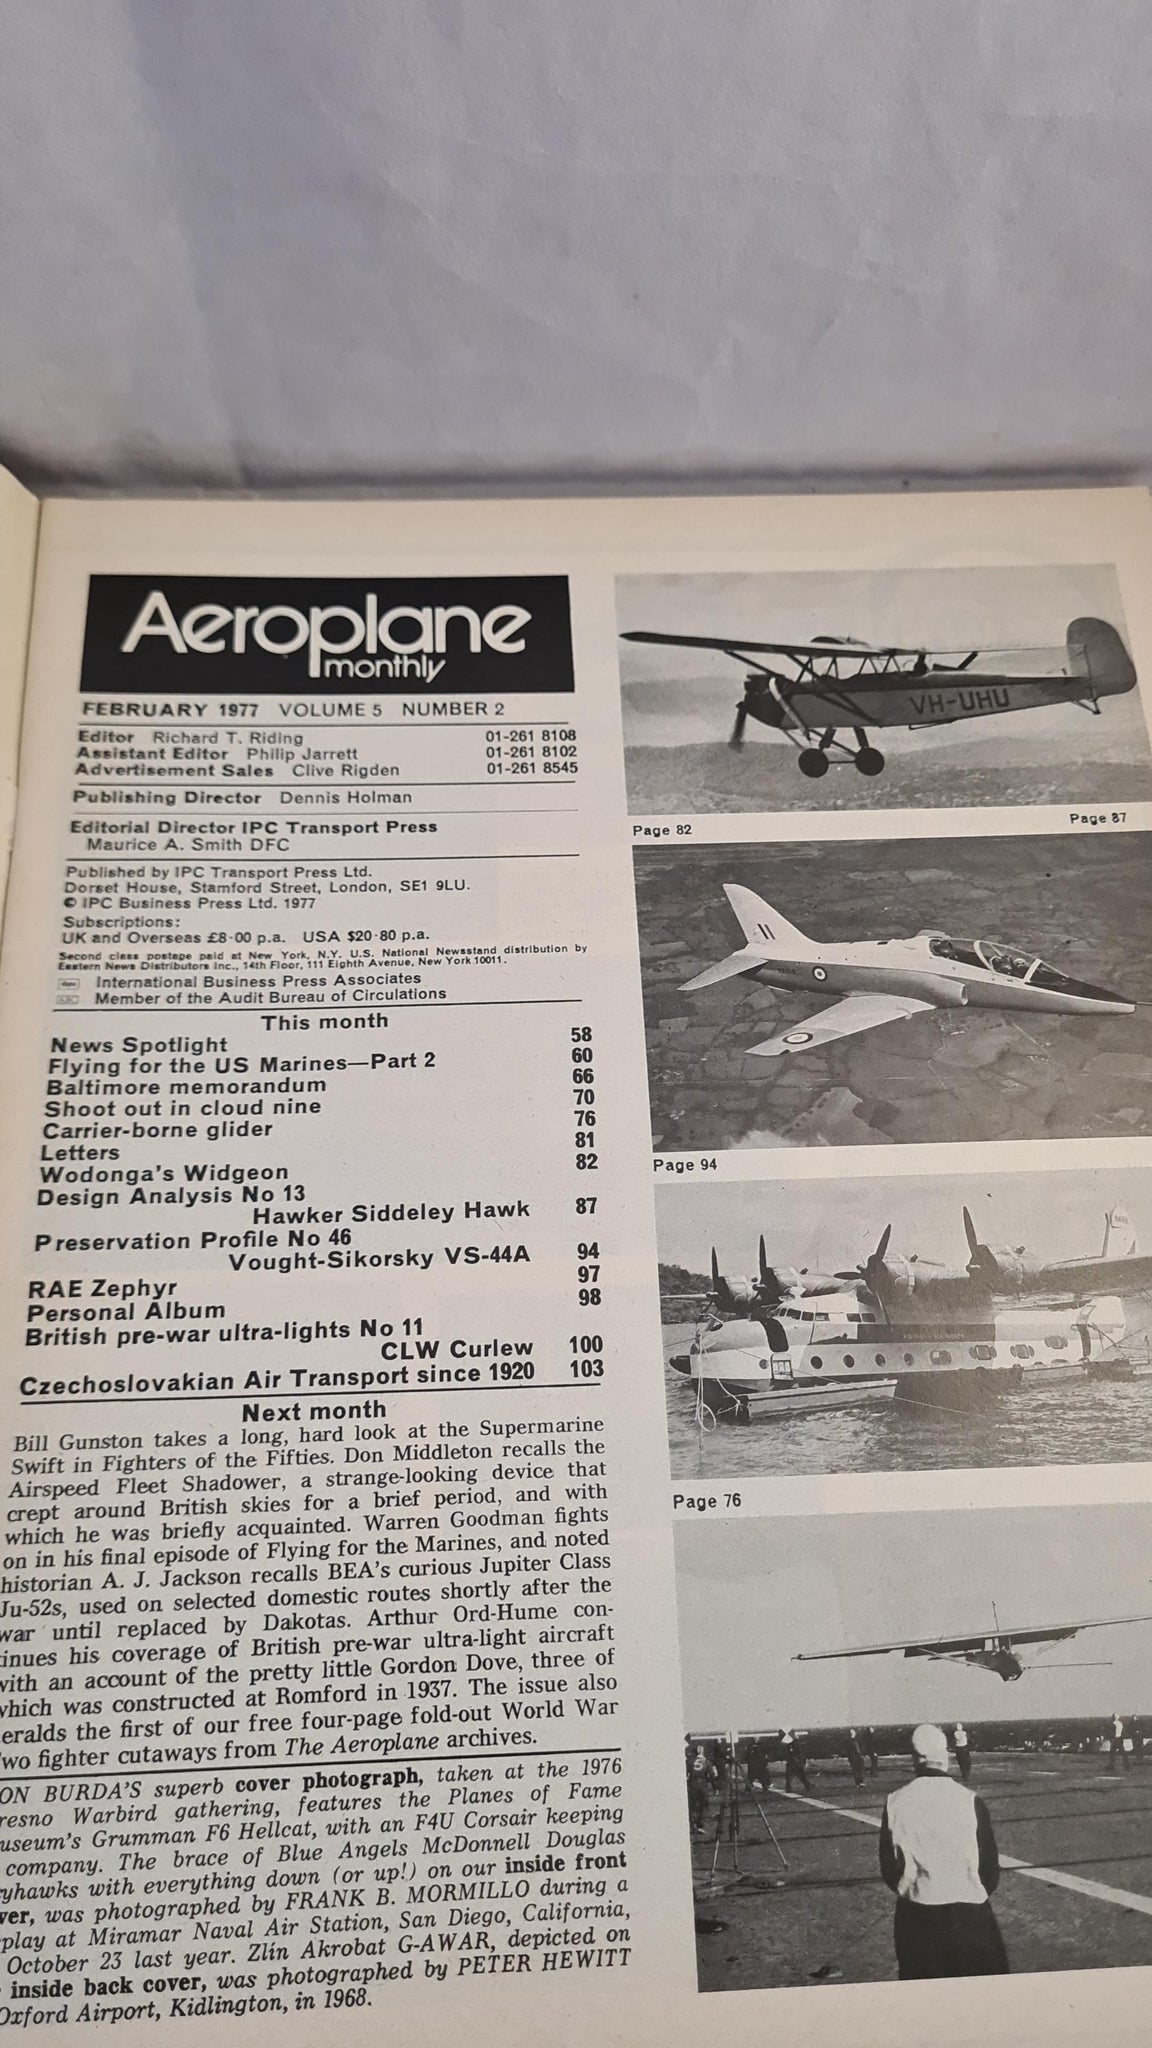 Aeroplane
monthly
FEBRUARY 1977 VOLUME 5 NUMBER 2
Editor Richard T. Riding 01-261 8108
Assistant Editor Philip Jarrett 01-261 8102
Advertisement Sales Clive Rigden 01-261 8545
Publishing Director Dennis Holman
Editorial Director IPC Transport Press
Maurice A. Smith DFC
Published by IPC Transport Press Ltd.
Dorset House, Stamford Street, London, SE1 9LU.
© IPC Business Press Ltd. 1977
Subscriptions:
UK and Overseas £8·00 p.a. USA $20·80 p.a.
Second class postage paid at New York, N.Y. U.S. National Newsstand distribution by
Eastern News Distributors Inc., 14th Floor, 111 Eighth Avenue, New York 10011.
International Business Press Associates
Member of the Audit Bureau of Circulations
This month
News Spotlight 58
Flying for the US Marines—Part 2 60
Baltimore memorandum 66
Shoot out in cloud nine 70
Carrier-borne glider 76
Letters 81
Wodonga's Widgeon 82
Design Analysis No 13
Hawker Siddeley Hawk 87
Preservation Profile No 46
Vought-Sikorsky VS-44A 94
RAE Zephyr 97
Personal Album 98
British pre-war ultra-lights No 11
CLW Curlew 100
Czechoslovakian Air Transport since 1920 103
Next month
Bill Gunston takes a long, hard look at the Supermarine
Swift in Fighters of the Fifties. Don Middleton recalls the
Airspeed Fleet Shadower, a strange-looking device that
crept around British skies for a brief period, and with
which he was briefly acquainted. Warren Goodman fights
on in his final episode of Flying for the Marines, and noted
historian A. J. Jackson recalls BEA's curious Jupiter Class
Ju-52s, used on selected domestic routes shortly after the
war until replaced by Dakotas. Arthur Ord-Hume con-
tinues his coverage of British pre-war ultra-light aircraft
with an account of the pretty little Gordon Dove, three of
which was constructed at Romford in 1937. The issue also
eralds the first of our free four-page fold-out World War
Two fighter cutaways from The Aeroplane archives.
ON BURDA'S superb cover photograph, taken at the 1976
resno Warbird gathering, features the Planes of Fame
useum's Grumman F6 Hellcat, with an F4U Corsair keeping
company. The brace of Blue Angels McDonnell Douglas
yhawks with everything down (or up!) on our inside front
ver, was photographed by FRANK B. MORMILLO during a
play at Miramar Naval Air Station, San Diego, California,
October 23 last year. Zlín Akrobat G-AWAR, depicted on
inside back cover, was photographed by PETER HEWITT
Oxford Airport, Kidlington, in 1968.
VH-UHU
Page 82 Page 87
Page 94
Page 76